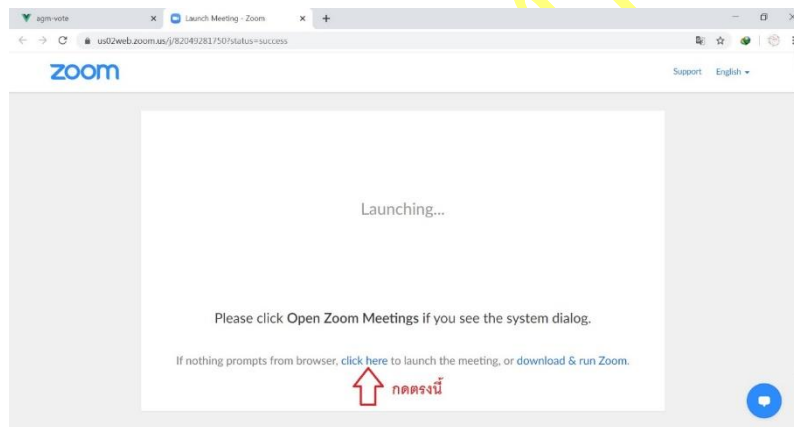 agm-vote
Launch Meeting - Zoom
us02web.zoom.us/j/82049281750?status=success
zoom
Support English
Launching...
Please click Open Zoom Meetings if you see the system dialog.
If nothing prompts from browser, click here to launch the meeting, or download & run Zoom.
กดตรงนี้